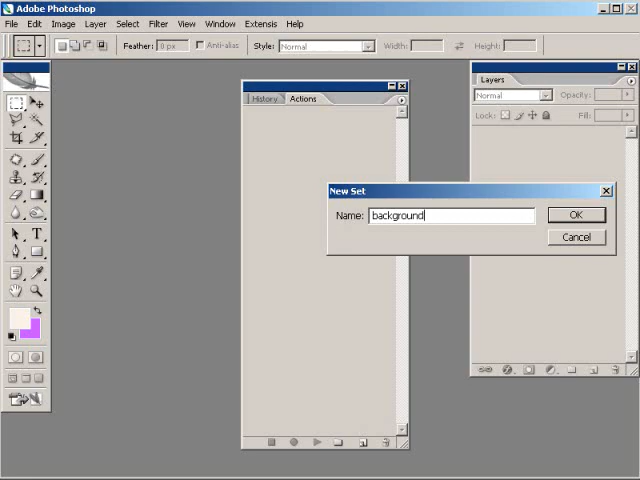 Adobe Photoshop
File Edit Image Layer Select Filter View Window Extensis Help
Feather: 0 px Anti-alias Style: Normal Width: Height:
History Actions
Layers
Normal Opacity:
Lock: Fill:
New Set
Name: background OK
Cancel
T